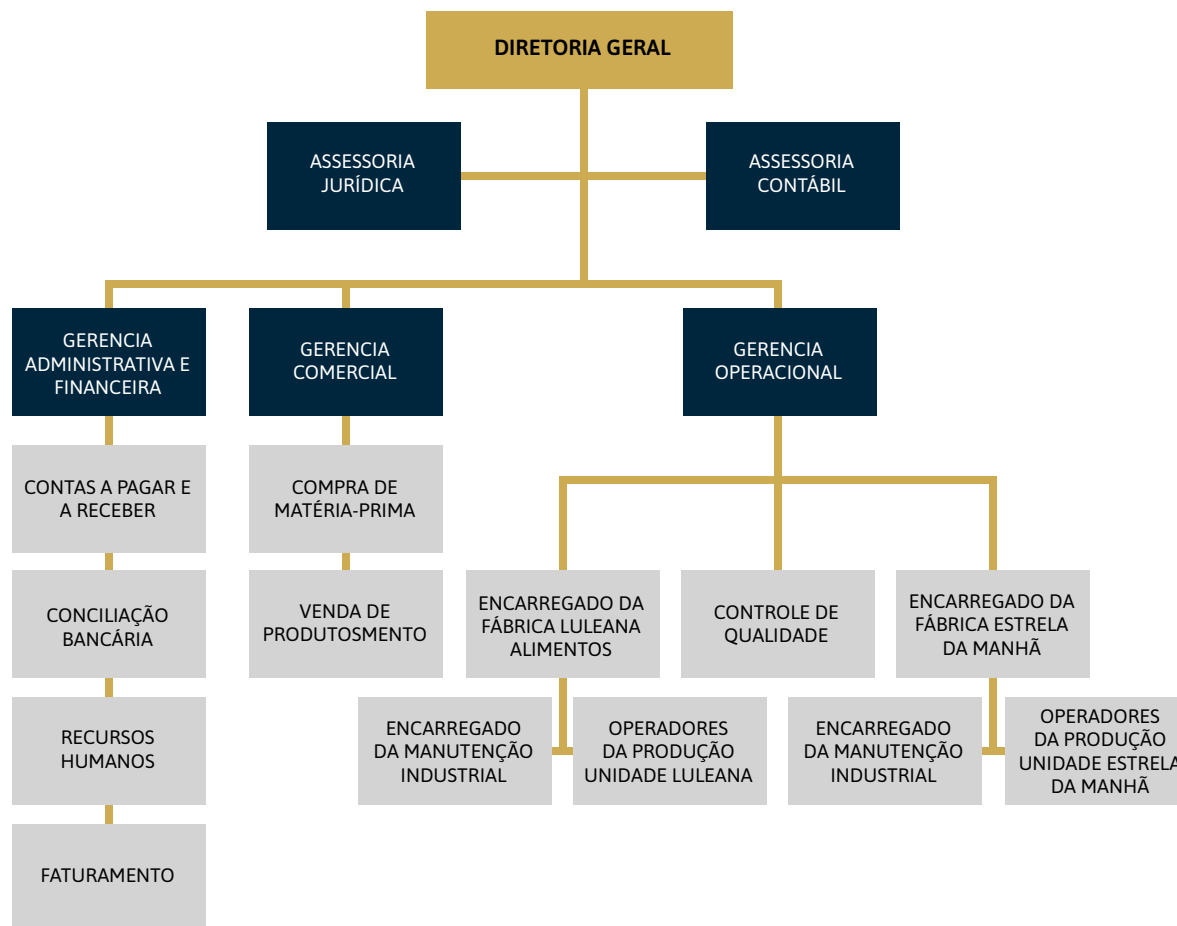 DIRETORIA GERAL
ASSESSORIA
JURÍDICA
ASSESSORIA
CONTÁBIL
GERENCIA
ADMINISTRATIVA E
FINANCEIRA
GERENCIA
COMERCIAL
GERENCIA
OPERACIONAL
CONTAS A PAGAR E
A RECEBER
COMPRA DE
MATÉRIA-PRIMA
CONCILIAÇÃO
BANCÁRIA
VENDA DE
PRODUTOSMENTO
ENCARREGADO DA
FÁBRICA LULEANA
ALIMENTOS
CONTROLE DE
QUALIDADE
ENCARREGADO DA
FÁBRICA ESTRELA
DA MANHÃ
RECURSOS
HUMANOS
ENCARREGADO
DA MANUTENÇÃO
INDUSTRIAL
OPERADORES
DA PRODUÇÃO
UNIDADE LULEANA
ENCARREGADO
DA MANUTENÇÃO
INDUSTRIAL
OPERADORES
DA PRODUÇÃO
UNIDADE ESTRELA
DA MANHÃ
FATURAMENTO